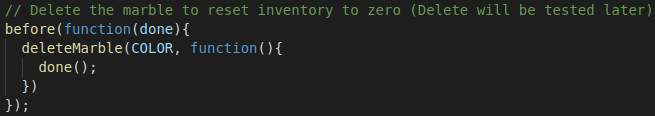 // Delete the marble to reset inventory to zero (Delete will be tested later)
before(function(done){
  deleteMarble(COLOR, function(){
    done();
  })
});